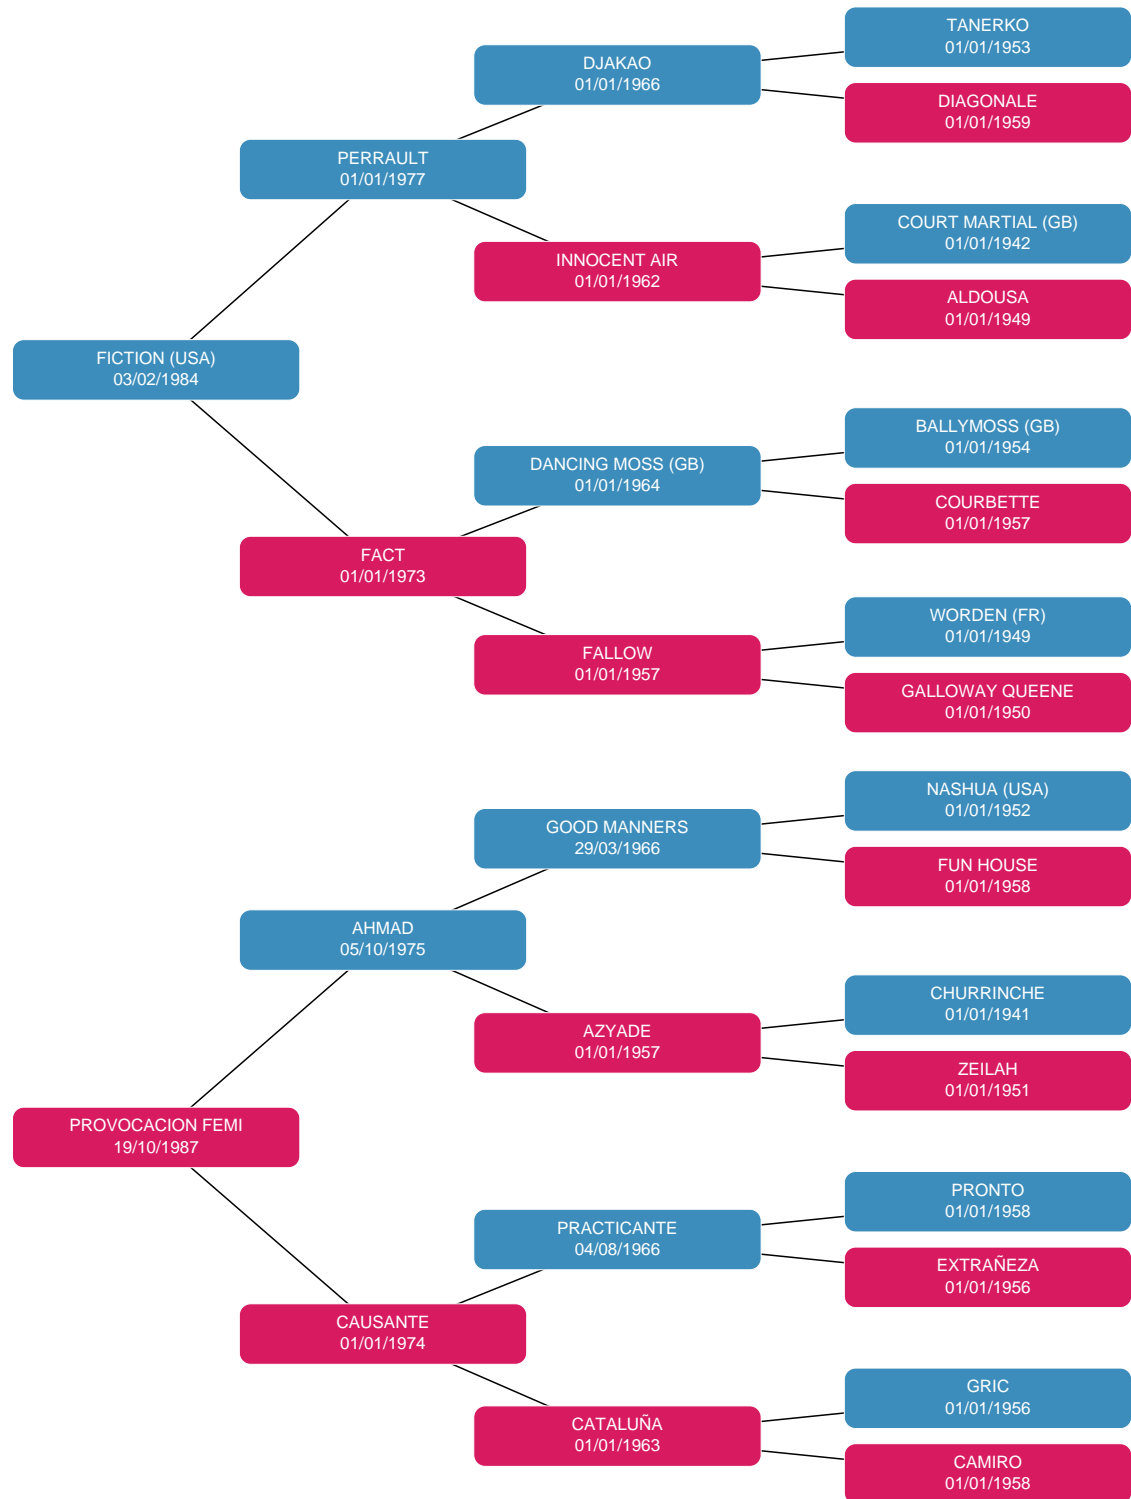 TANERKO
01/01/1953
DJAKAO
01/01/1966
DIAGONALE
01/01/1959
PERRAULT
01/01/1977
COURT MARTIAL (GB)
01/01/1942
INNOCENT AIR
01/01/1962
ALDOUSA
01/01/1949
FICTION (USA)
03/02/1984
BALLYMOSS (GB)
01/01/1954
DANCING MOSS (GB)
01/01/1964
COURBETTE
01/01/1957
FACT
01/01/1973
WORDEN (FR)
01/01/1949
FALLOW
01/01/1957
GALLOWAY QUEENE
01/01/1950
NASHUA (USA)
01/01/1952
GOOD MANNERS
29/03/1966
FUN HOUSE
01/01/1958
AHMAD
05/10/1975
CHURRINCHE
01/01/1941
AZYADE
01/01/1957
ZEILAH
01/01/1951
PROVOCACION FEMI
19/10/1987
PRONTO
01/01/1958
PRACTICANTE
04/08/1966
EXTRAÑEZA
01/01/1956
CAUSANTE
01/01/1974
GRIC
01/01/1956
CATALUÑA
01/01/1963
CAMIRO
01/01/1958